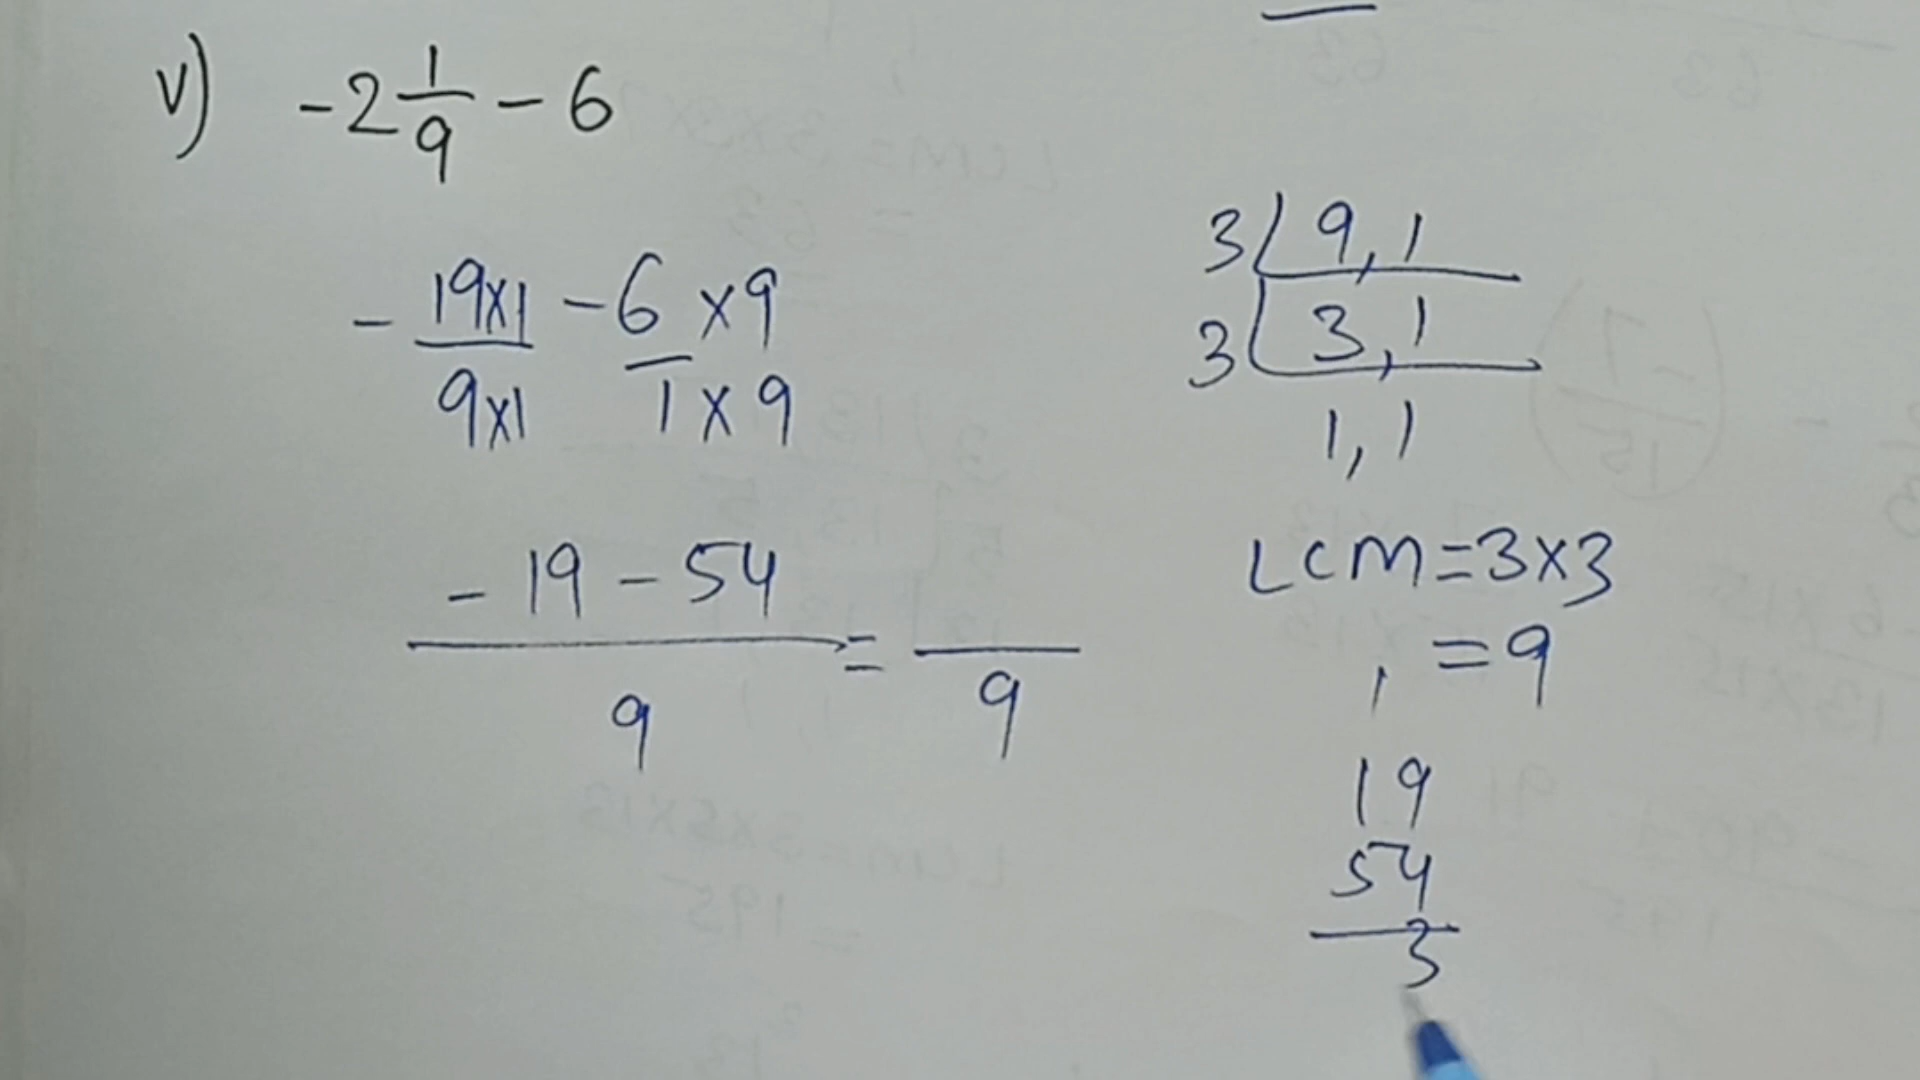 v) -2 1/9 - 6
- 19x1/9x1 - 6/1 x9/x9
(- 19 - 54)/9 = /9
3 | 9, 1
3 | 3, 1
1, 1
LCM = 3x3
= 9
1
19
54
3